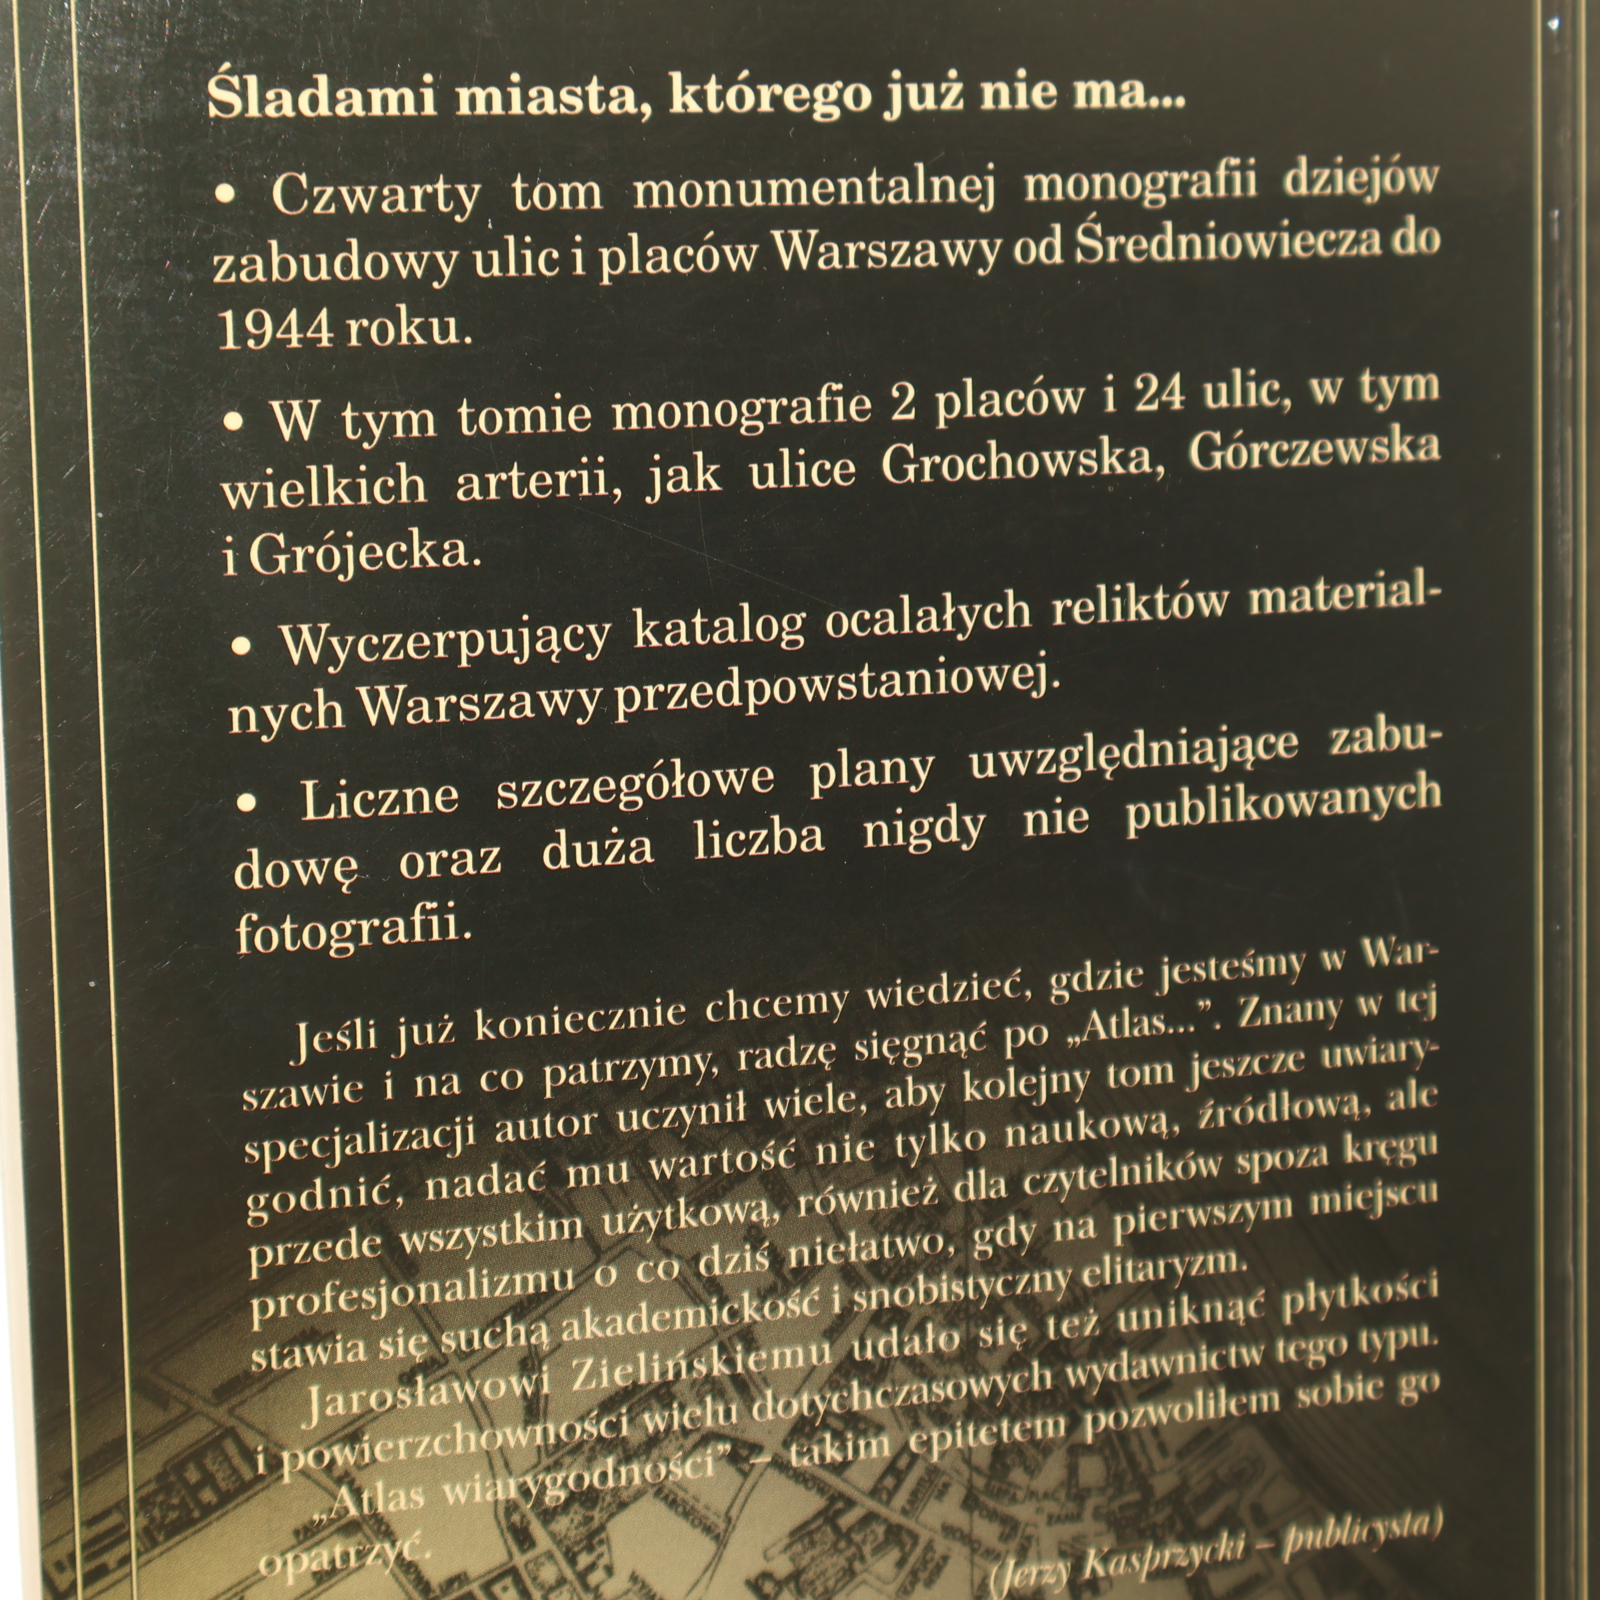 Śladami miasta, którego już nie ma...
• Czwarty tom monumentalnej monografii dziejów
zabudowy ulic i placów Warszawy od Średniowiecza do
1944 roku.
• W tym tomie monografie 2 placów i 24 ulic, w tym
wielkich arterii, jak ulice Grochowska, Górczewska
i Grójecka.
• Wyczerpujący katalog ocalałych reliktów material-
nych Warszawy przedpowstaniowej.
• Liczne szczegółowe plany uwzględniające zabu-
dowę oraz duża liczba nigdy nie publikowanych
fotografii.
Jeśli już koniecznie chcemy wiedzieć, gdzie jesteśmy w War-
szawie i na co patrzymy, radzę sięgnąć po „Atlas...”. Znany w tej
specjalizacji autor uczynił wiele, aby kolejny tom jeszcze uwiary-
godnić, nadać mu wartość nie tylko naukową, źródłową, ale
przede wszystkim użytkową, również dla czytelników spoza kręgu
profesjonalizmu o co dziś niełatwo, gdy na pierwszym miejscu
stawia się suchą akademickość i snobistyczny elitaryzm.
Jarosławowi Zielińskiemu udało się też uniknąć płytkości
i powierzchowności wielu dotychczasowych wydawnictw tego typu.
„Atlas wiarygodności” – takim epitetem pozwoliłem sobie go
opatrzyć.
(Jerzy Kasprzycki – publicysta)